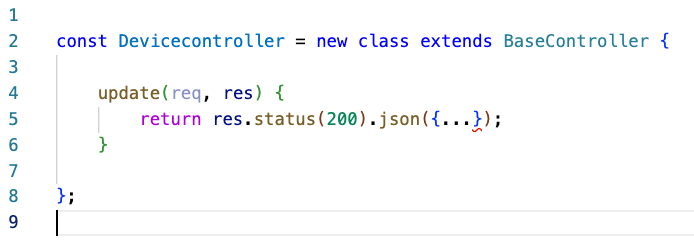 1
2 const Devicecontroller = new class extends BaseController {
3
4 update(req, res) {
5 return res.status(200).json({...});
6 }
7
8 };
9